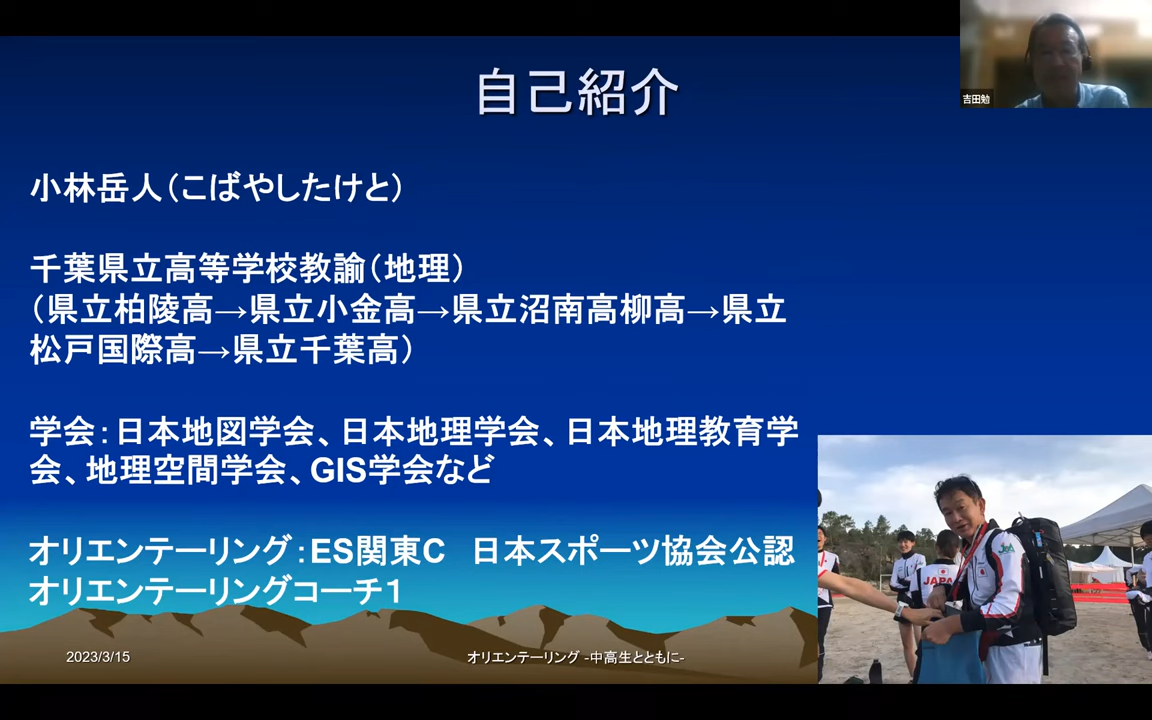 自己紹介
吉田勉
小林岳人（こばやしたけと）
千葉県立高等学校教諭（地理）
（県立柏陵高→県立小金高→県立沼南高柳高→県立
松戸国際高→県立千葉高）
学会：日本地図学会、日本地理学会、日本地理教育学
会、地理空間学会、GIS学会など
オリエンテーリング：ES関東C　日本スポーツ協会公認
オリエンテーリングコーチ１
JAPAN
2023/3/15
オリエンテーリング -中高生とともに-